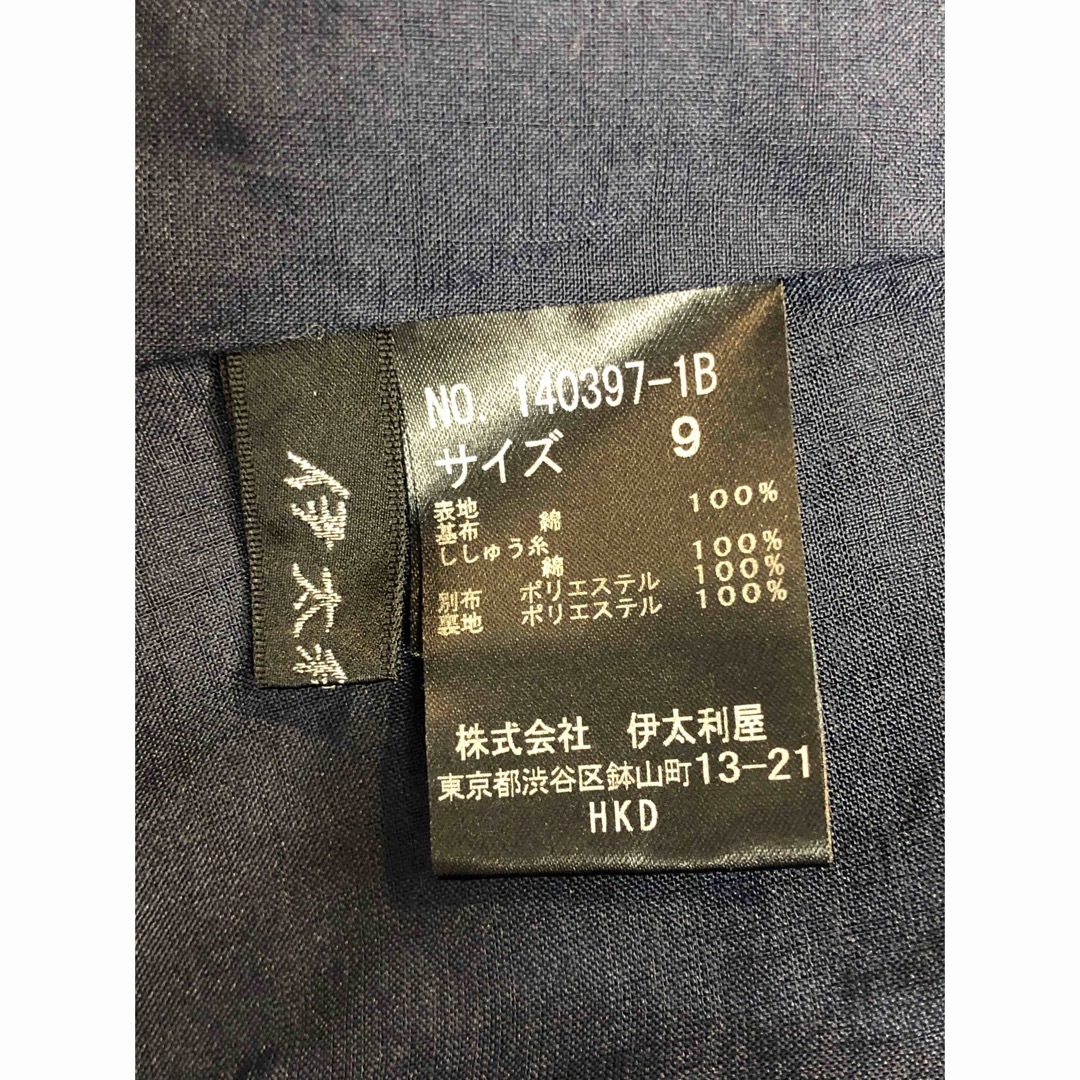 伊太利
NO. 140397-1B
サイズ 9
表地
基布 綿 100%
ししゅう糸
綿 100%
別布 ポリエステル 100%
裏地 ポリエステル 100%
株式会社 伊太利屋
東京都渋谷区鉢山町13-21
HKD